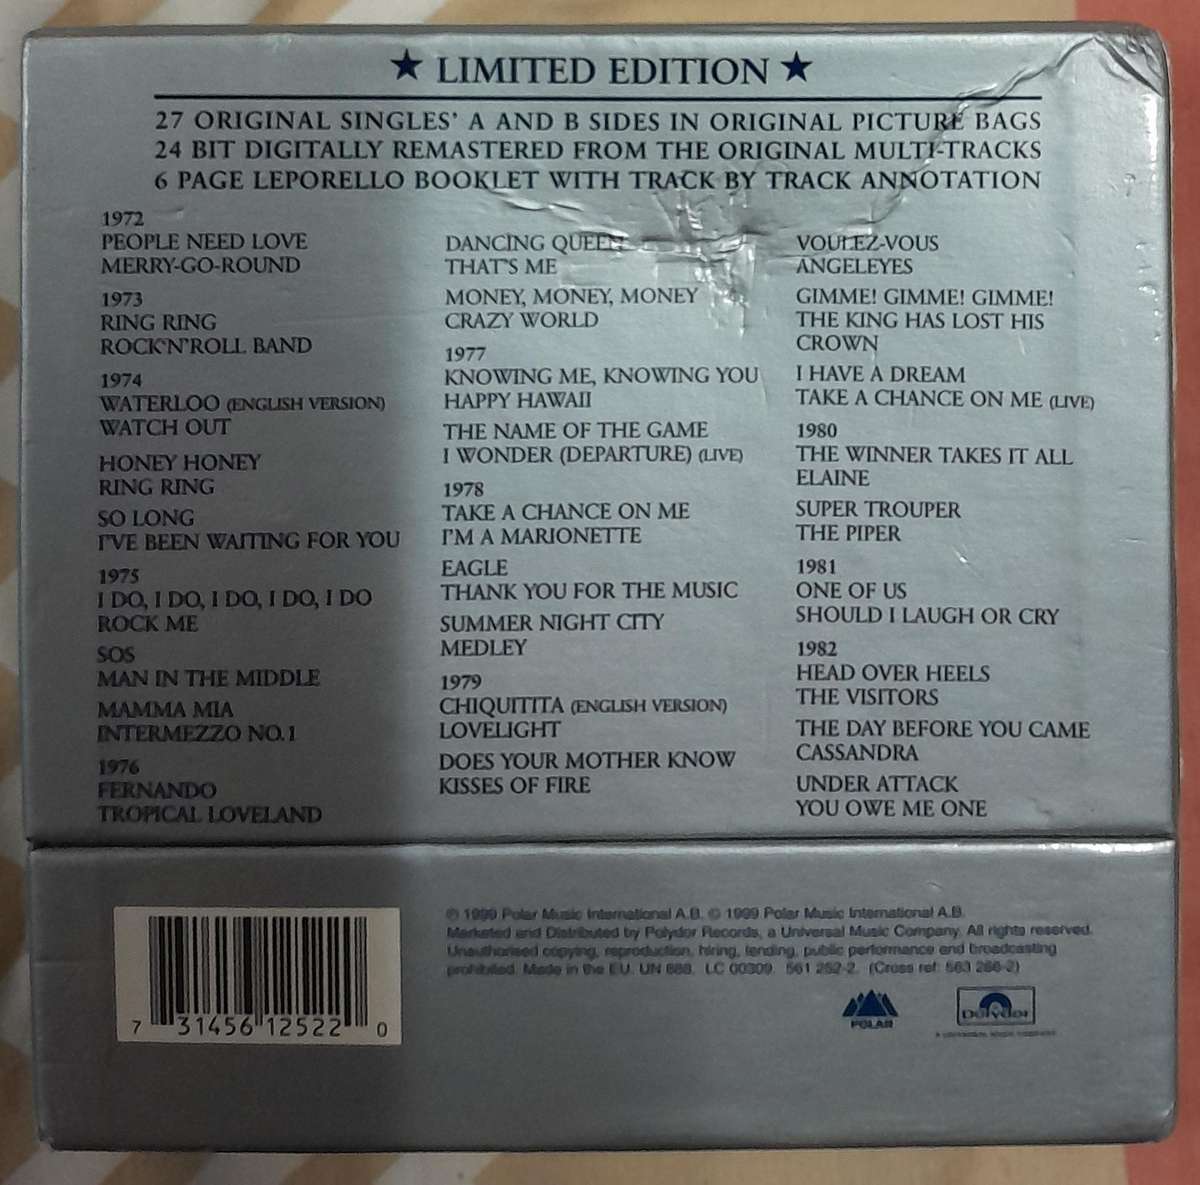 ★ LIMITED EDITION ★
27 ORIGINAL SINGLES' A AND B SIDES IN ORIGINAL PICTURE BAGS
24 BIT DIGITALLY REMASTERED FROM THE ORIGINAL MULTI-TRACKS
6 PAGE LEPORELLO BOOKLET WITH TRACK BY TRACK ANNOTATION
1972
PEOPLE NEED LOVE
MERRY-GO-ROUND
1973
RING RING
ROCK'N'ROLL BAND
1974
WATERLOO (ENGLISH VERSION)
WATCH OUT
HONEY HONEY
RING RING
SO LONG
I'VE BEEN WAITING FOR YOU
1975
I DO, I DO, I DO, I DO, I DO
ROCK ME
SOS
MAN IN THE MIDDLE
MAMMA MIA
INTERMEZZO NO.1
1976
FERNANDO
TROPICAL LOVELAND
DANCING QUEEN
THAT'S ME
MONEY, MONEY, MONEY
CRAZY WORLD
1977
KNOWING ME, KNOWING YOU
HAPPY HAWAII
THE NAME OF THE GAME
I WONDER (DEPARTURE) (LIVE)
1978
TAKE A CHANCE ON ME
I'M A MARIONETTE
EAGLE
THANK YOU FOR THE MUSIC
SUMMER NIGHT CITY
MEDLEY
1979
CHIQUITITA (ENGLISH VERSION)
LOVELIGHT
DOES YOUR MOTHER KNOW
KISSES OF FIRE
VOULEZ-VOUS
ANGELEYES
GIMME! GIMME! GIMME!
THE KING HAS LOST HIS
CROWN
I HAVE A DREAM
TAKE A CHANCE ON ME (LIVE)
1980
THE WINNER TAKES IT ALL
ELAINE
SUPER TROUPER
THE PIPER
1981
ONE OF US
SHOULD I LAUGH OR CRY
1982
HEAD OVER HEELS
THE VISITORS
THE DAY BEFORE YOU CAME
CASSANDRA
UNDER ATTACK
YOU OWE ME ONE
7 31456 12522 0
℗ 1999 Polar Music International A.B. © 1999 Polar Music International A.B.
Marketed and Distributed by Polydor Records, a Universal Music Company. All rights reserved.
Unauthorised copying, reproduction, hiring, lending, public performance and broadcasting
prohibited. Made in the EU. UN 888. LC 00309. 561 252-2. (Cross ref: 563 286-2)
POLAR
Polydor
A UNIVERSAL MUSIC COMPANY